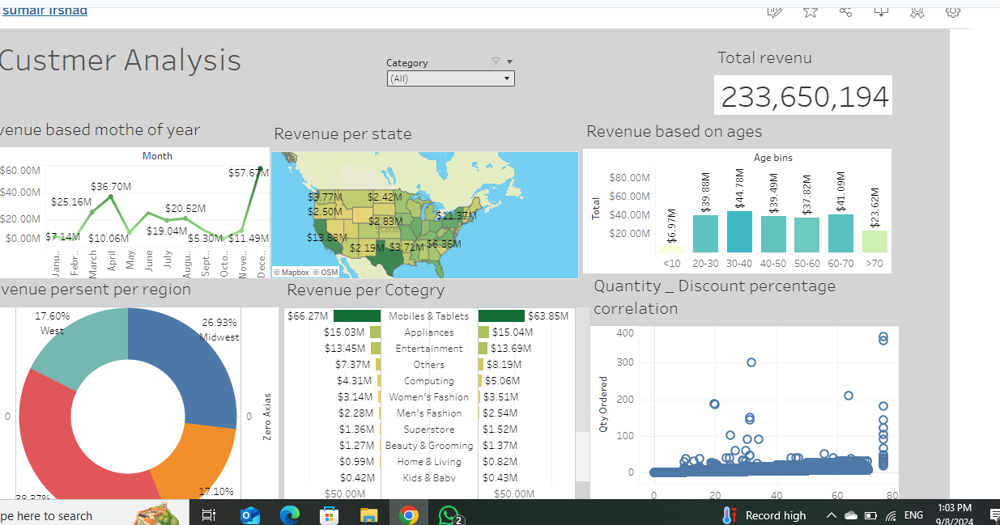 sumair irshad
Custmer Analysis
Category
(All)
Total revenu
233,650,194
venue based mothe of year
Month
$60.00M
$40.00M
$20.00M
$0.00M
$7.14M
$25.16M
$36.70M
$10.06M
$19.04M
$20.52M
$5.30M
$11.49M
$57.67M
Janu..
Febr..
March
April
May
June
July
Augu..
Sept..
Octo..
Nove..
Dece..
Revenue per state
$3.77M
$2.42M
$2.50M
$2.83M
$11.37M
States
$13.88M
$2.19M
$3.71M
$6.36M
© Mapbox © OSM
Revenue based on ages
Age bins
Total
$80.00M
$60.00M
$40.00M
$20.00M
$6.97M
$39.88M
$44.78M
$39.49M
$37.82M
$41.09M
$23.62M
<10
20-30
30-40
40-50
50-60
60-70
>70
venue persent per region
17.60%
West
26.93%
Midwest
0
0
Zero Axias
17.10%
38.37%
Revenue per Cotegry
$66.27M Mobiles & Tablets $63.85M
$15.03M Appliances $15.04M
$13.45M Entertainment $13.69M
$7.37M Others $8.19M
$4.31M Computing $5.06M
$3.14M Women's Fashion $3.51M
$2.28M Men's Fashion $2.54M
$1.36M Superstore $1.52M
$1.27M Beauty & Grooming $1.37M
$0.99M Home & Living $0.82M
$0.42M Kids & Baby $0.43M
$50.00M $50.00M
Quantity _ Discount percentage
correlation
Qty Ordered
400
300
200
100
0
0 20 40 60 80
pe here to search
2
Record high
ENG
1:03 PM
9/8/2024